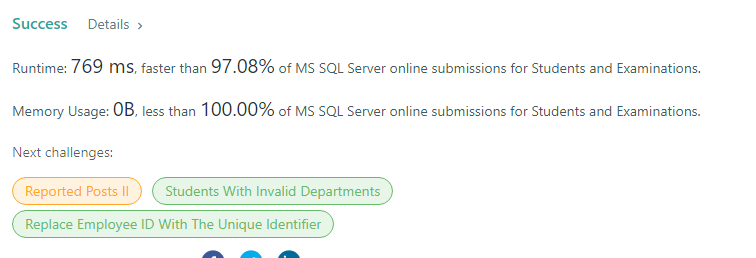 Success Details >
Runtime: 769 ms, faster than 97.08% of MS SQL Server online submissions for Students and Examinations.
Memory Usage: 0B, less than 100.00% of MS SQL Server online submissions for Students and Examinations.
Next challenges:
Reported Posts II Students With Invalid Departments
Replace Employee ID With The Unique Identifier